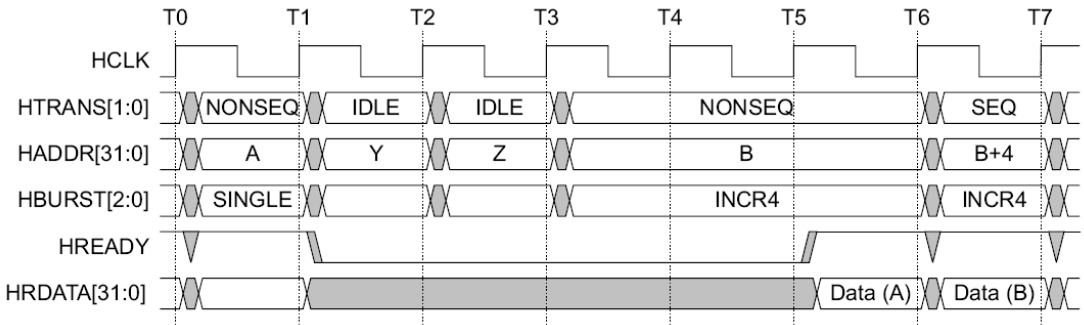 T0 T1 T2 T3 T4 T5 T6 T7
HCLK
HTRANS[1:0] NONSEQ IDLE IDLE NONSEQ SEQ
HADDR[31:0] A Y Z B B+4
HBURST[2:0] SINGLE INCR4 INCR4
HREADY
HRDATA[31:0] Data (A) Data (B)